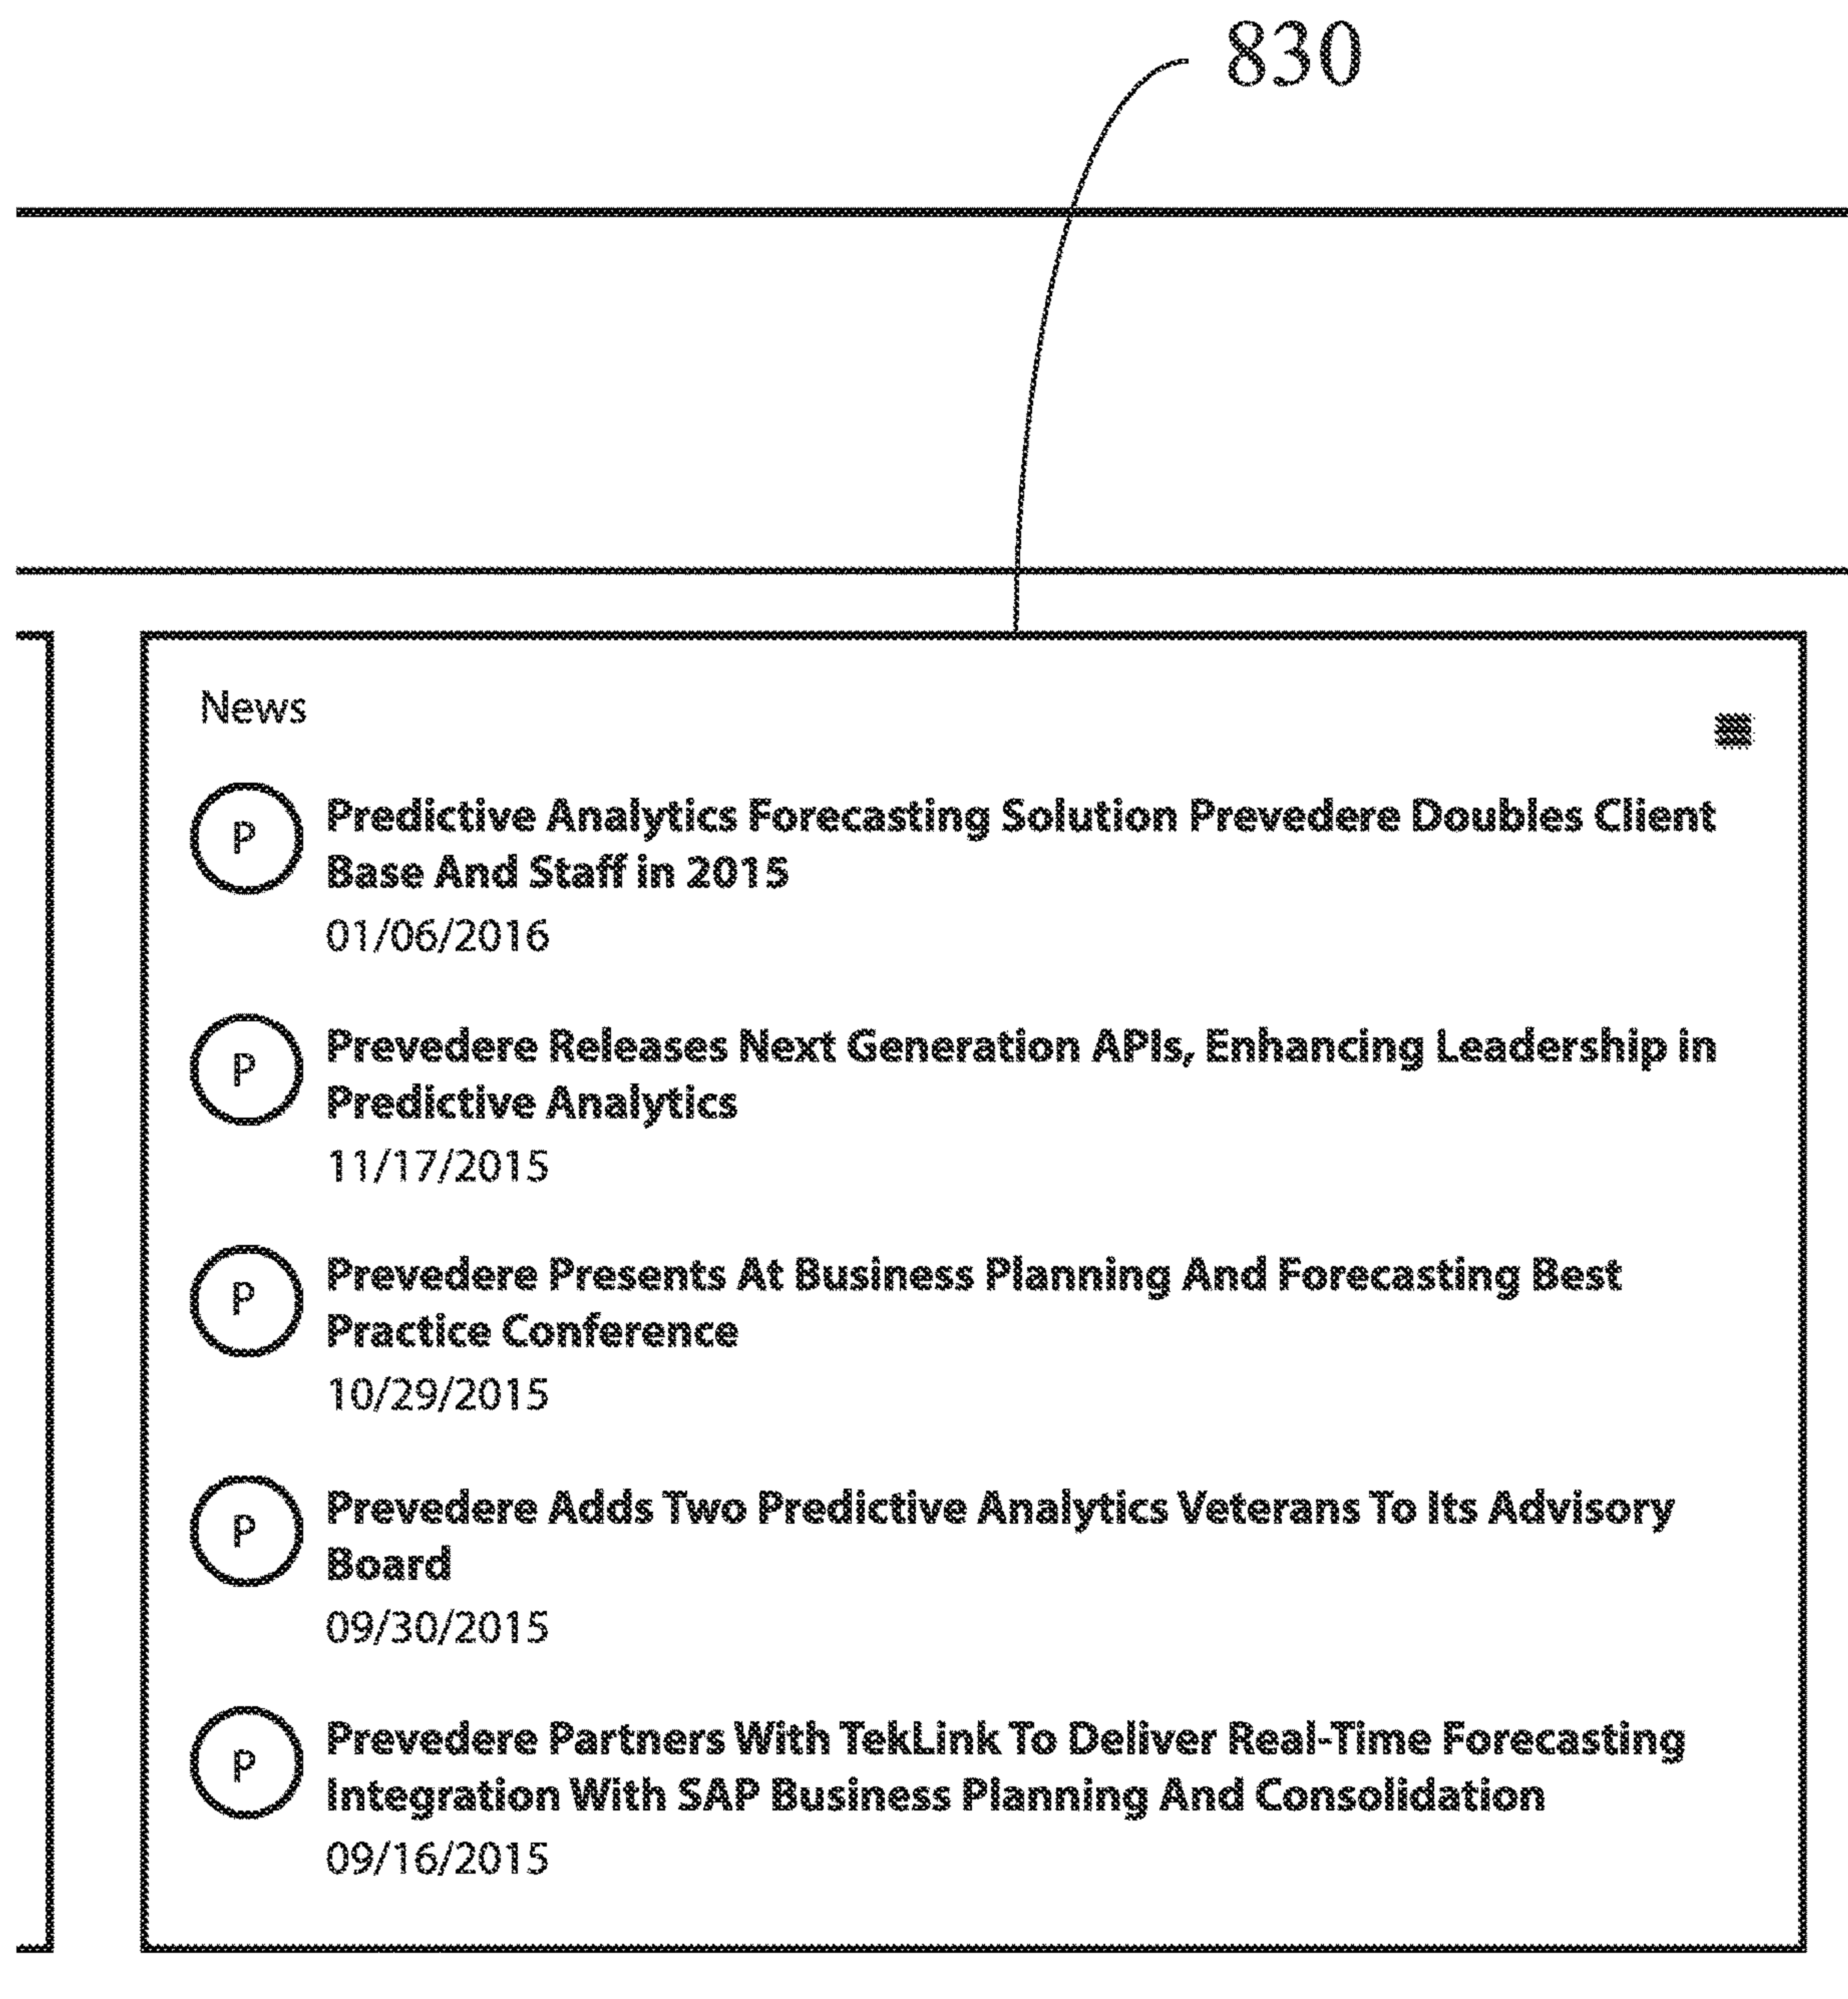 830
News
P
Predictive Analytics Forecasting Solution Prevedere Doubles Client
Base And Staff in 2015
01/06/2016
P
Prevedere Releases Next Generation APIs, Enhancing Leadership in
Predictive Analytics
11/17/2015
P
Prevedere Presents At Business Planning And Forecasting Best
Practice Conference
10/29/2015
P
Prevedere Adds Two Predictive Analytics Veterans To Its Advisory
Board
09/30/2015
P
Prevedere Partners With TekLink To Deliver Real-Time Forecasting
Integration With SAP Business Planning And Consolidation
09/16/2015